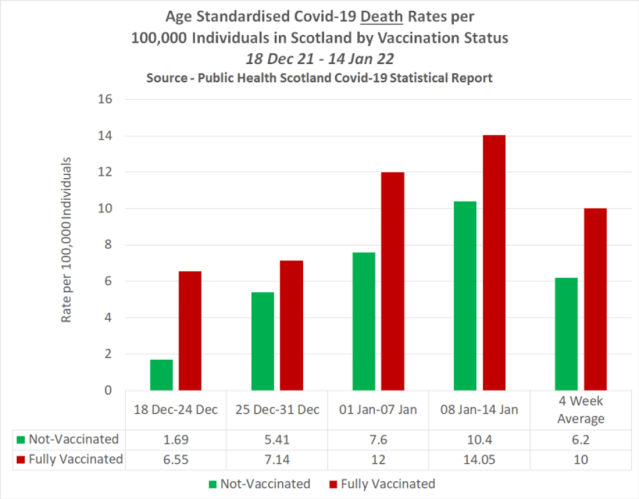 Age Standardised Covid-19 Death Rates per
100,000 Individuals in Scotland by Vaccination Status
18 Dec 21 - 14 Jan 22
Source - Public Health Scotland Covid-19 Statistical Report
16
14
12
10
8
6
4
2
0
Rate per 100,000 Individuals
18 Dec-24 Dec 25 Dec-31 Dec 01 Jan-07 Jan 08 Jan-14 Jan 4 Week
Average
Not-Vaccinated 1.69 5.41 7.6 10.4 6.2
Fully Vaccinated 6.55 7.14 12 14.05 10
Not-Vaccinated Fully Vaccinated